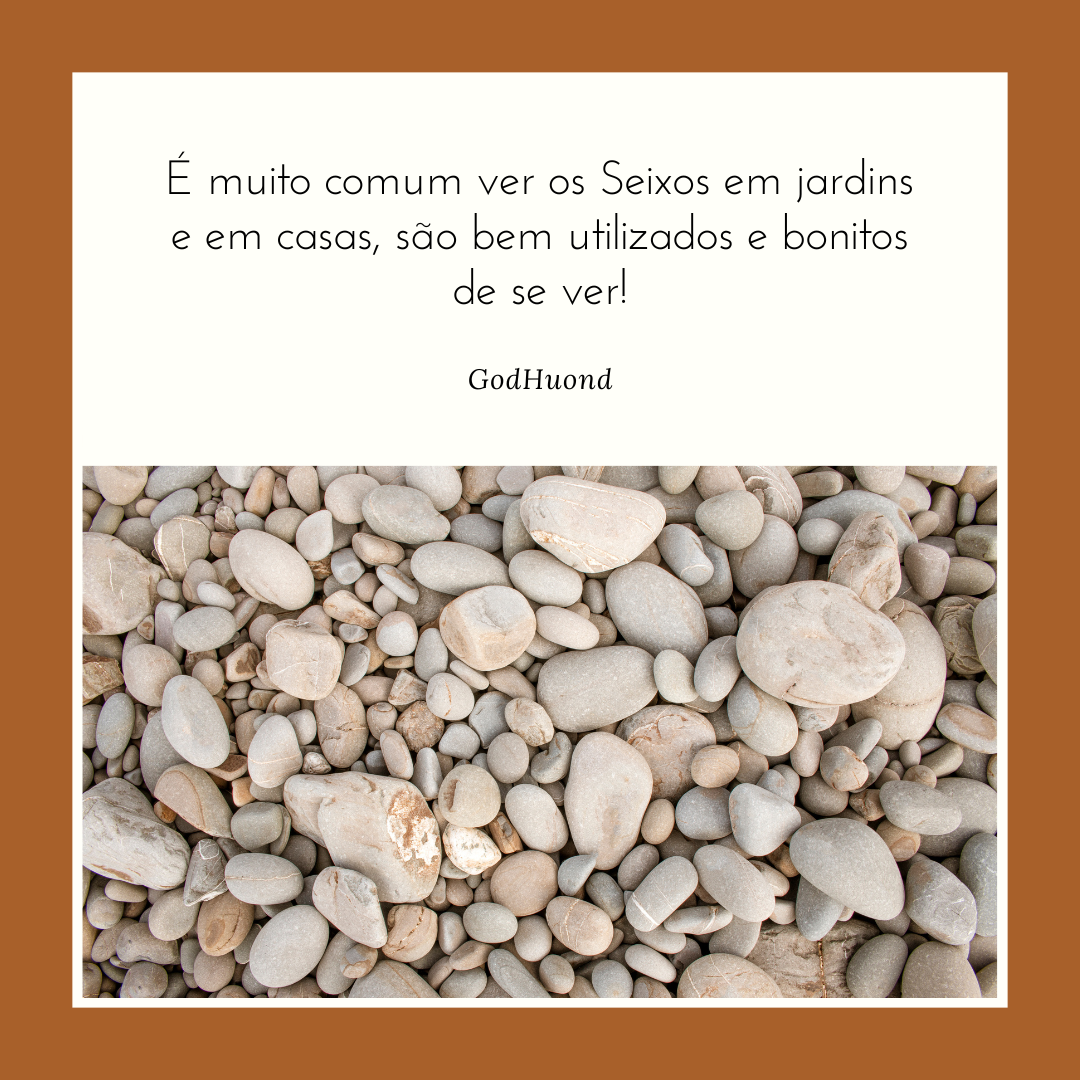 É muito comum ver os Seixos em jardins
e em casas, são bem utilizados e bonitos
de se ver!
GodHuond